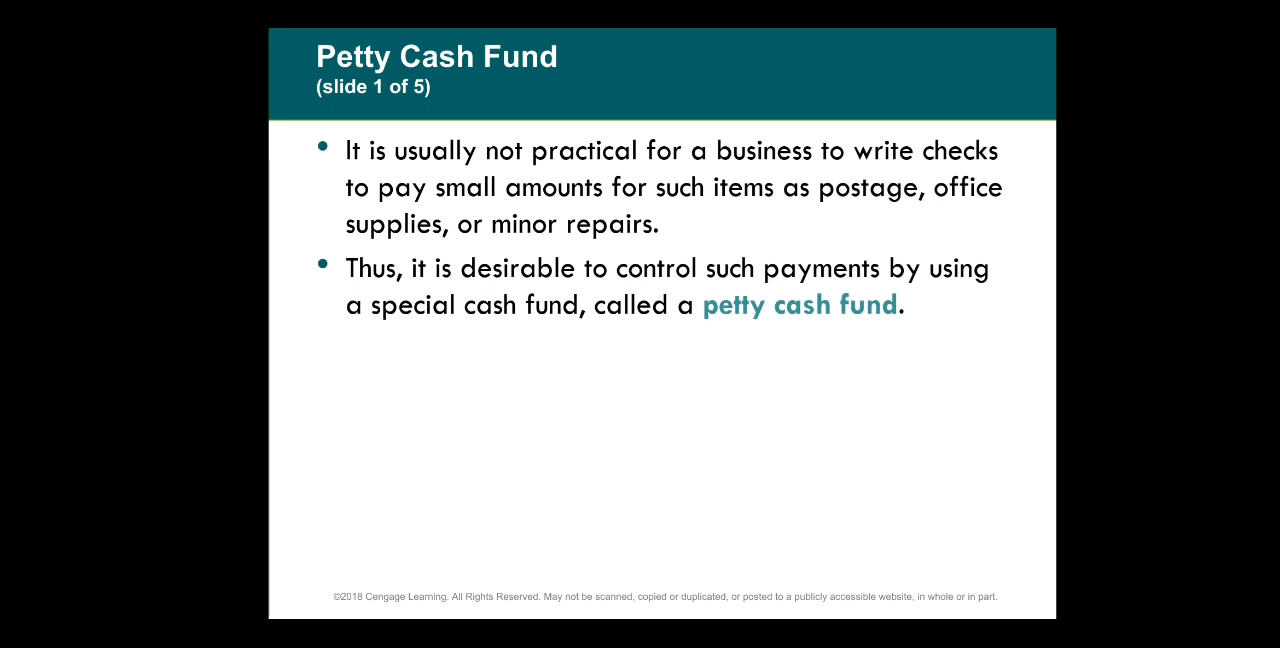 Petty Cash Fund
(slide 1 of 5)
• It is usually not practical for a business to write checks
to pay small amounts for such items as postage, office
supplies, or minor repairs.
• Thus, it is desirable to control such payments by using
a special cash fund, called a petty cash fund.
©2018 Cengage Learning. All Rights Reserved. May not be scanned, copied or duplicated, or posted to a publicly accessible website, in whole or in part.